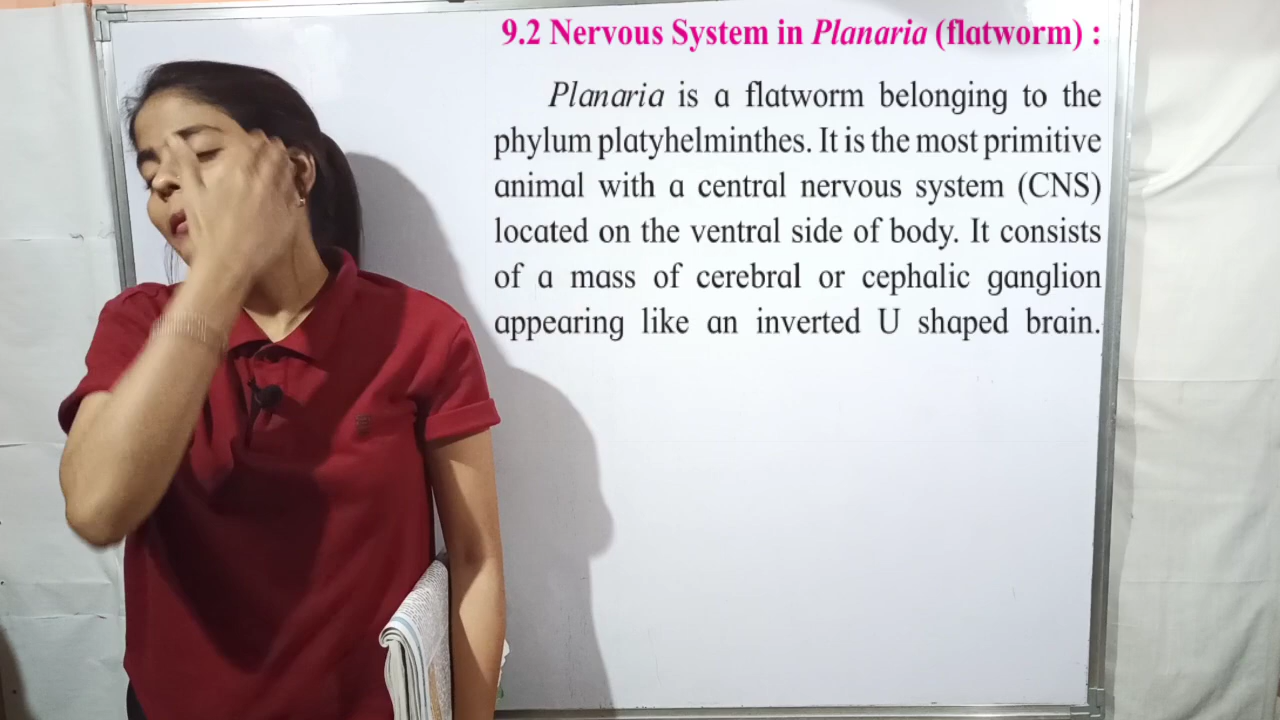 9.2 Nervous System in Planaria (flatworm) :
Planaria is a flatworm belonging to the
phylum platyhelminthes. It is the most primitive
animal with a central nervous system (CNS)
located on the ventral side of body. It consists
of a mass of cerebral or cephalic ganglion
appearing like an inverted U shaped brain.